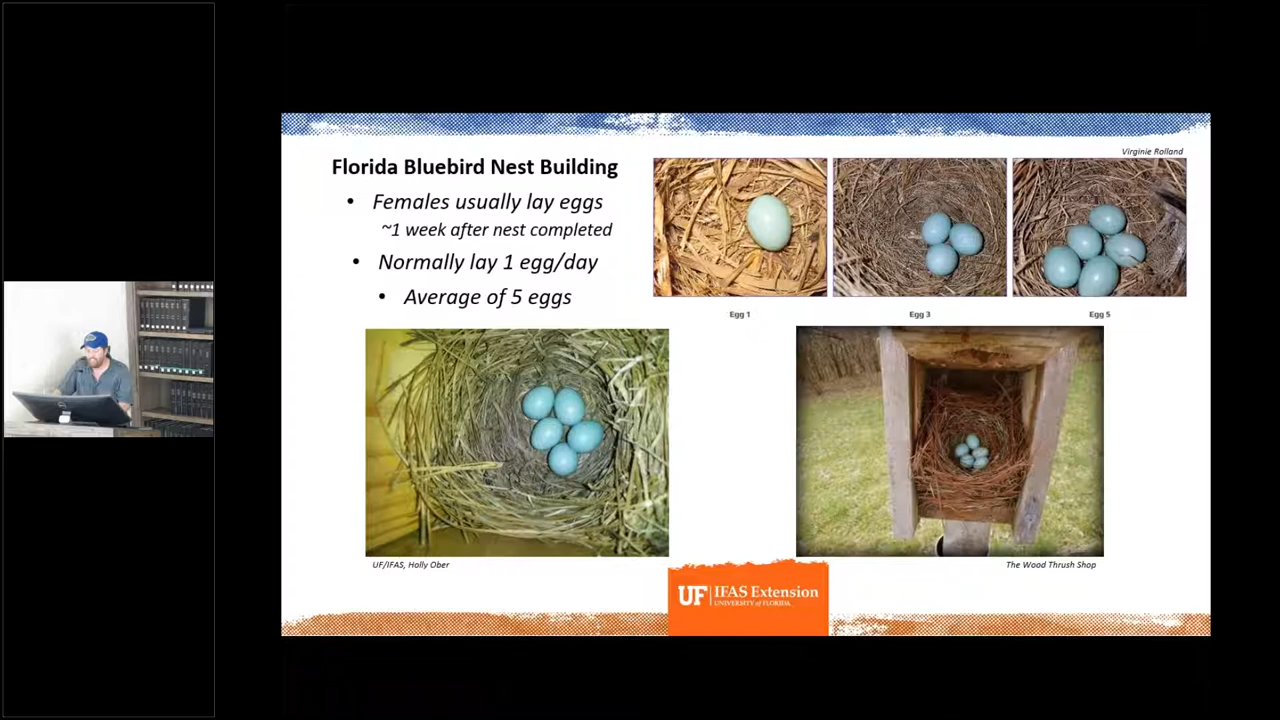 Florida Bluebird Nest Building
• Females usually lay eggs
~1 week after nest completed
• Normally lay 1 egg/day
• Average of 5 eggs
Virginie Rolland
Egg 1
Egg 3
Egg 5
UF/IFAS, Holly Ober
The Wood Thrush Shop
UF IFAS Extension
UNIVERSITY of FLORIDA